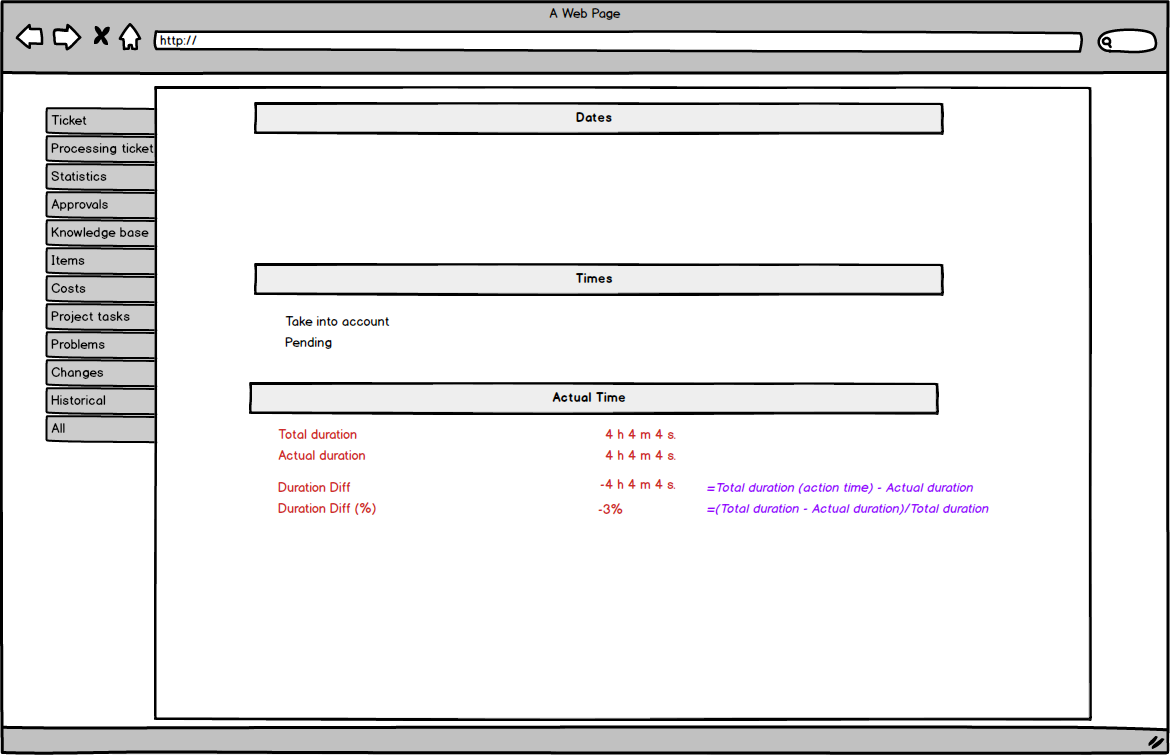 A Web Page
http://
Ticket
Processing ticket
Statistics
Approvals
Knowledge base
Items
Costs
Project tasks
Problems
Changes
Historical
All
Dates
Times
Take into account
Pending
Actual Time
Total duration 4 h 4 m 4 s.
Actual duration 4 h 4 m 4 s.
Duration Diff -4 h 4 m 4 s. =Total duration (action time) - Actual duration
Duration Diff (%) -3% =(Total duration - Actual duration)/Total duration